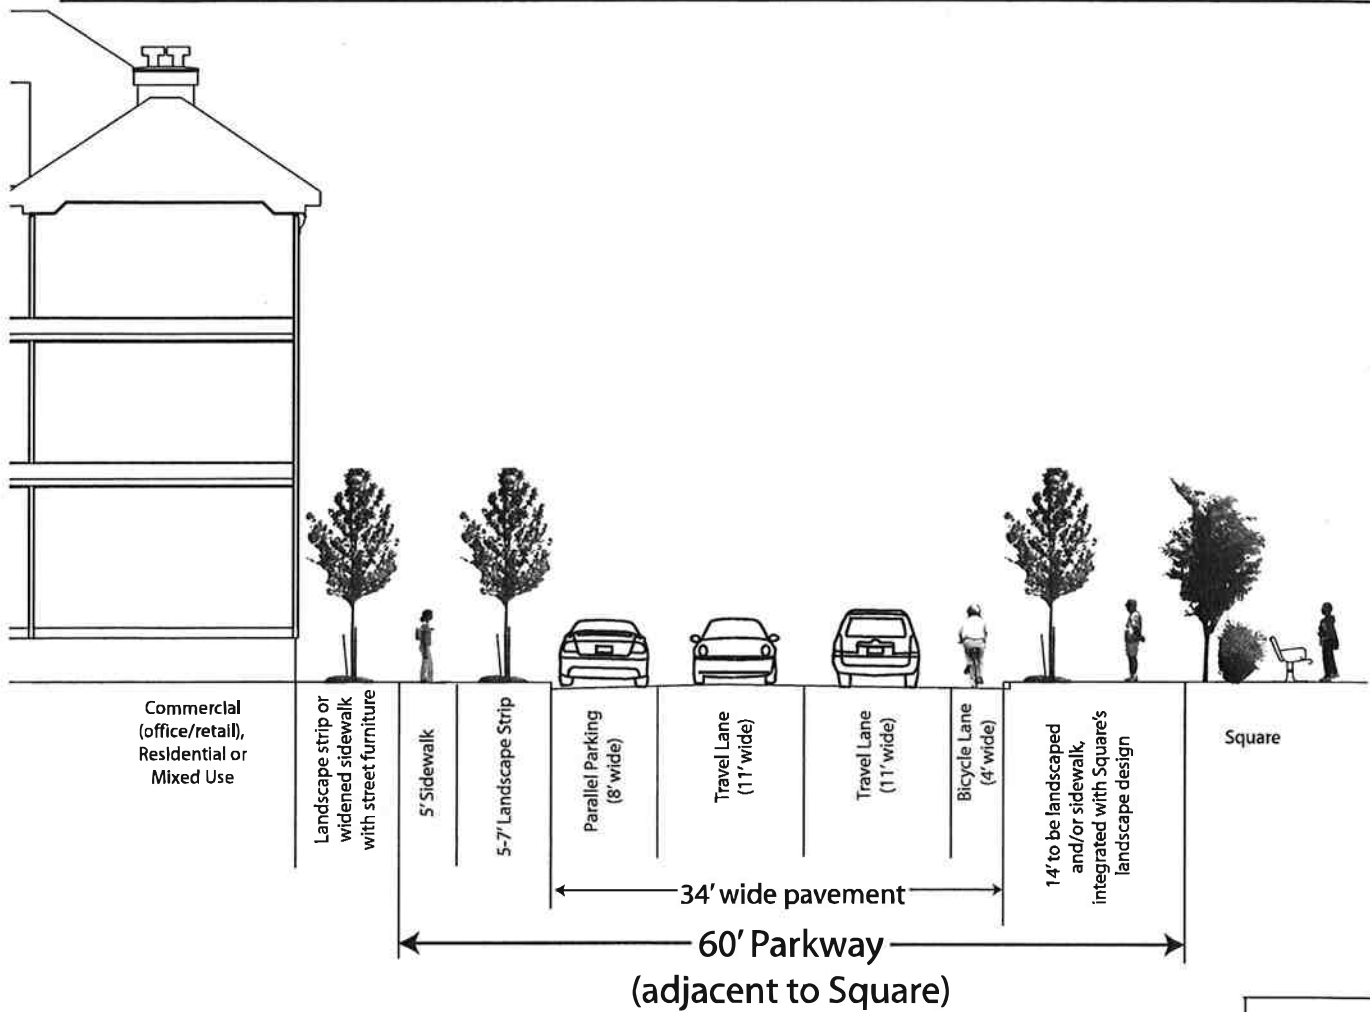 Commercial
(office/retail),
Residential or
Mixed Use
Landscape strip or
widened sidewalk
with street furniture
5' Sidewalk
5-7' Landscape Strip
Parallel Parking
(8' wide)
Travel Lane
(11' wide)
Travel Lane
(11' wide)
Bicycle Lane
(4' wide)
14' to be landscaped
and/or sidewalk,
integrated with Square's
landscape design
Square
34' wide pavement
60' Parkway
(adjacent to Square)